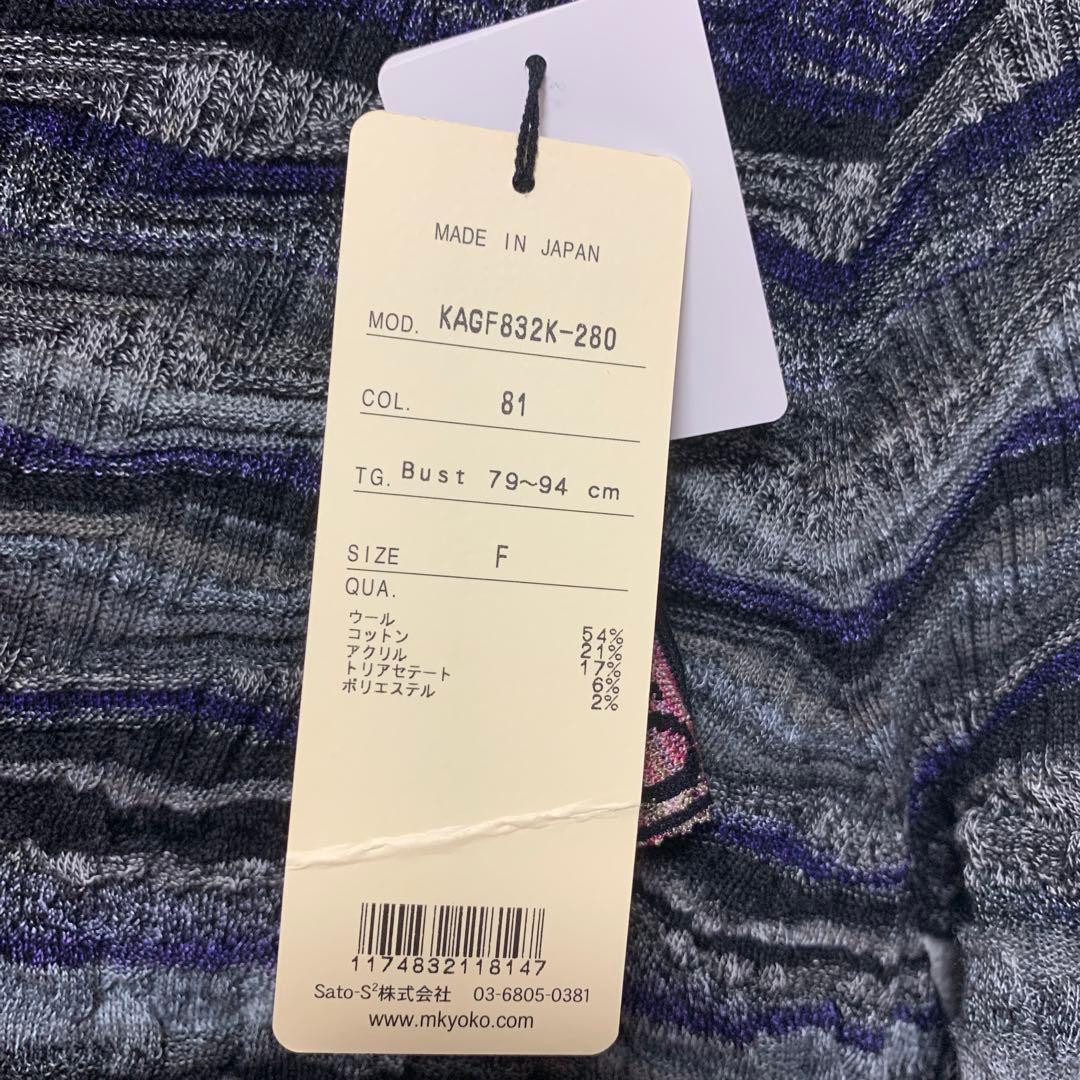 MADE IN JAPAN
MOD. KAGF832K-280
COL. 81
TG. Bust 79~94 cm
SIZE F
QUA.
ウール 54%
コットン 21%
アクリル 17%
トリアセテート 6%
ポリエステル 2%
1174832118147
Sato-S²株式会社 03-6805-0381
www.mkyoko.com